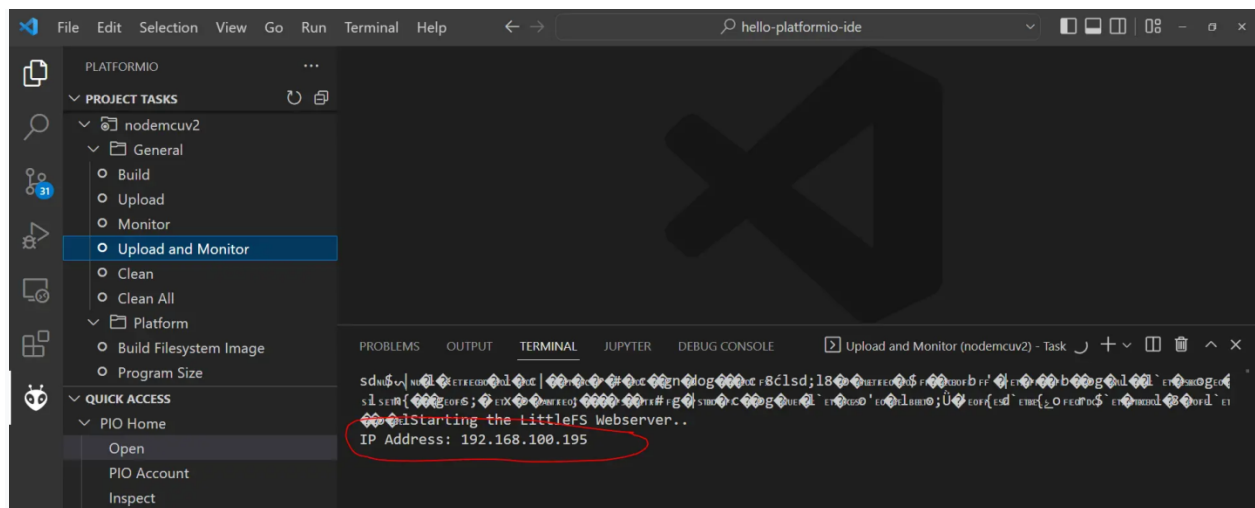 File Edit Selection View Go Run Terminal Help
hello-platformio-ide
PLATFORMIO
PROJECT TASKS
nodemcuv2
General
Build
Upload
Monitor
31
Upload and Monitor
Clean
Clean All
Platform
Build Filesystem Image
Program Size
QUICK ACCESS
PIO Home
Open
PIO Account
Inspect
PROBLEMS OUTPUT TERMINAL JUPYTER DEBUG CONSOLE Upload and Monitor (nodemcuv2) - Task
Starting the LittleFS Webserver..
IP Address: 192.168.100.195